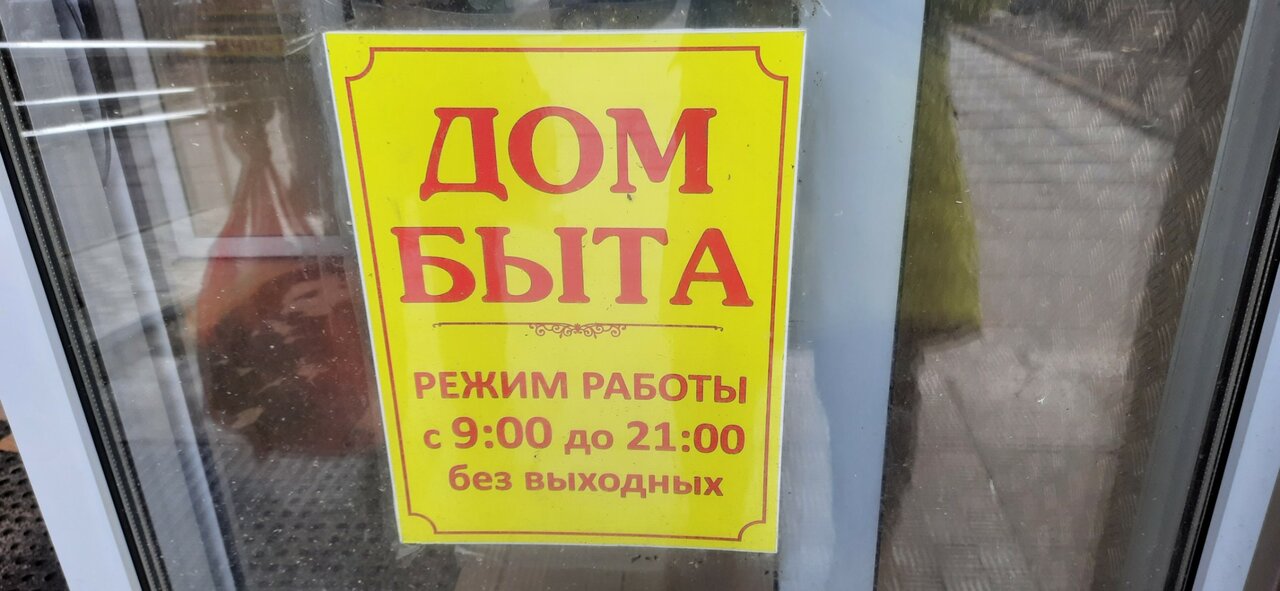 ДОМ
БЫТА
РЕЖИМ РАБОТЫ
с 9:00 до 21:00
без выходных